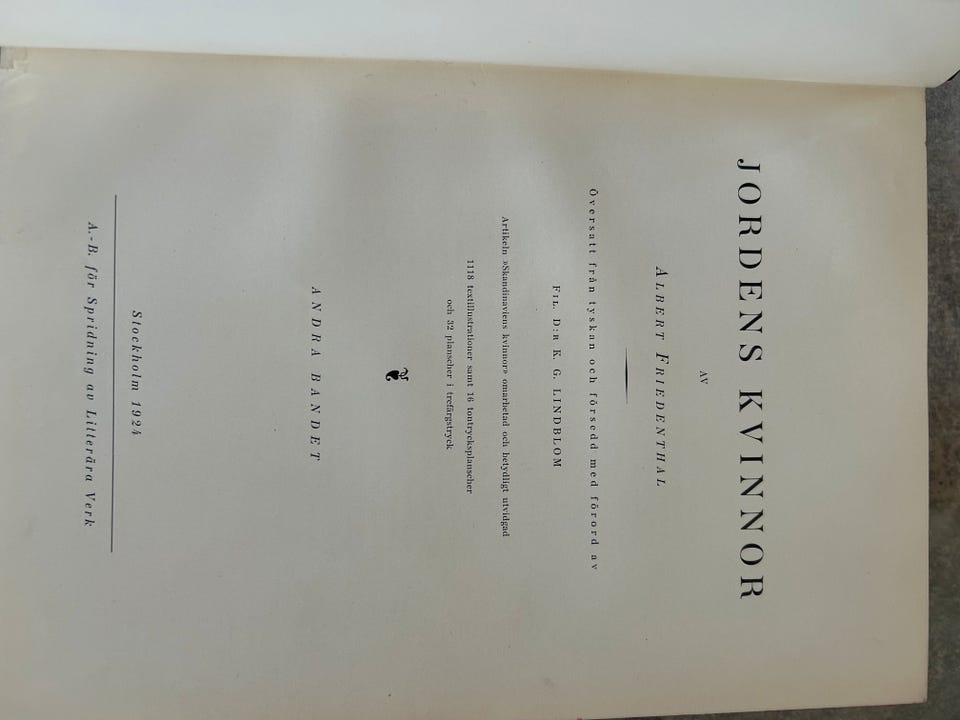 JORDENS KVINNOR
AV
ALBERT FRIEDENTHAL
Översatt från tyskan och försedd med förord av
FIL. D:R K. G. LINDBLOM
Artikeln »Skandinaviens kvinnor» omarbetad och betydligt utvidgad
1118 textillustrationer samt 16 tontrycksplanscher
och 32 planscher i trefärgstryck
ANDRA BANDET
Stockholm 1924
A.-B. för Spridning av Litterära Verk